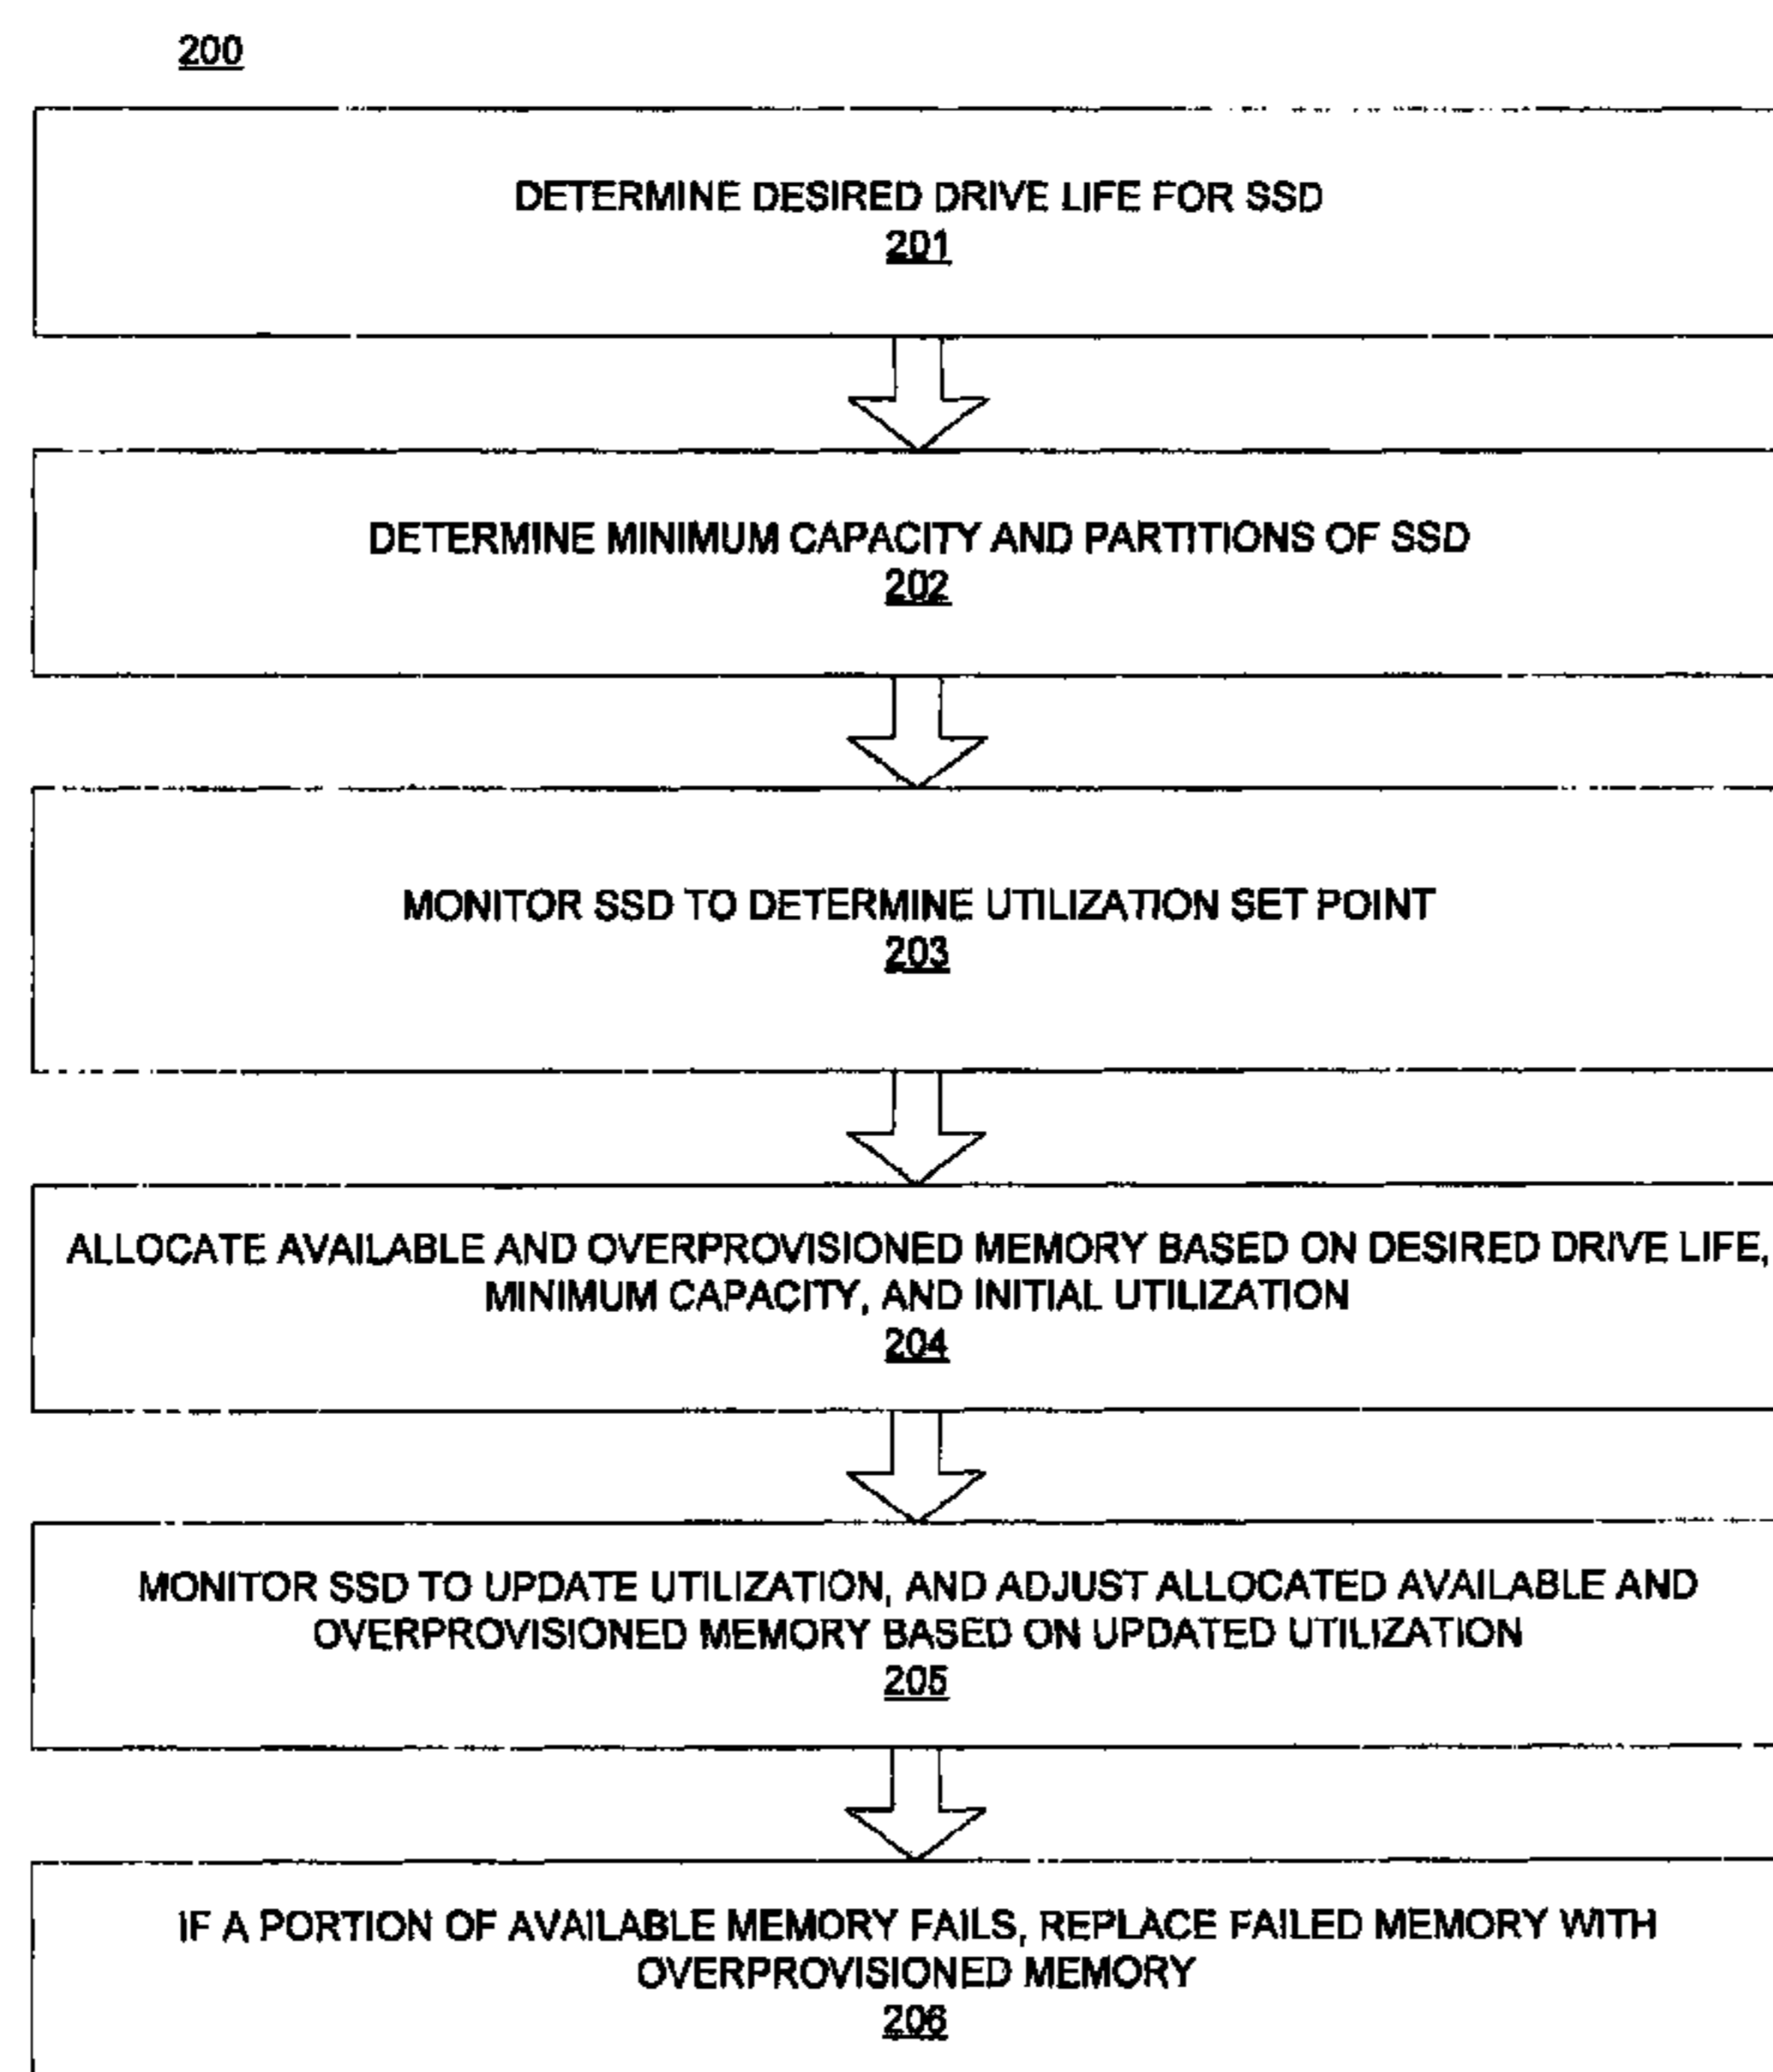 200
DETERMINE DESIRED DRIVE LIFE FOR SSD
201
DETERMINE MINIMUM CAPACITY AND PARTITIONS OF SSD
202
MONITOR SSD TO DETERMINE UTILIZATION SET POINT
203
ALLOCATE AVAILABLE AND OVERPROVISIONED MEMORY BASED ON DESIRED DRIVE LIFE,
MINIMUM CAPACITY, AND INITIAL UTILIZATION
204
MONITOR SSD TO UPDATE UTILIZATION, AND ADJUST ALLOCATED AVAILABLE AND
OVERPROVISIONED MEMORY BASED ON UPDATED UTILIZATION
205
IF A PORTION OF AVAILABLE MEMORY FAILS, REPLACE FAILED MEMORY WITH
OVERPROVISIONED MEMORY
206